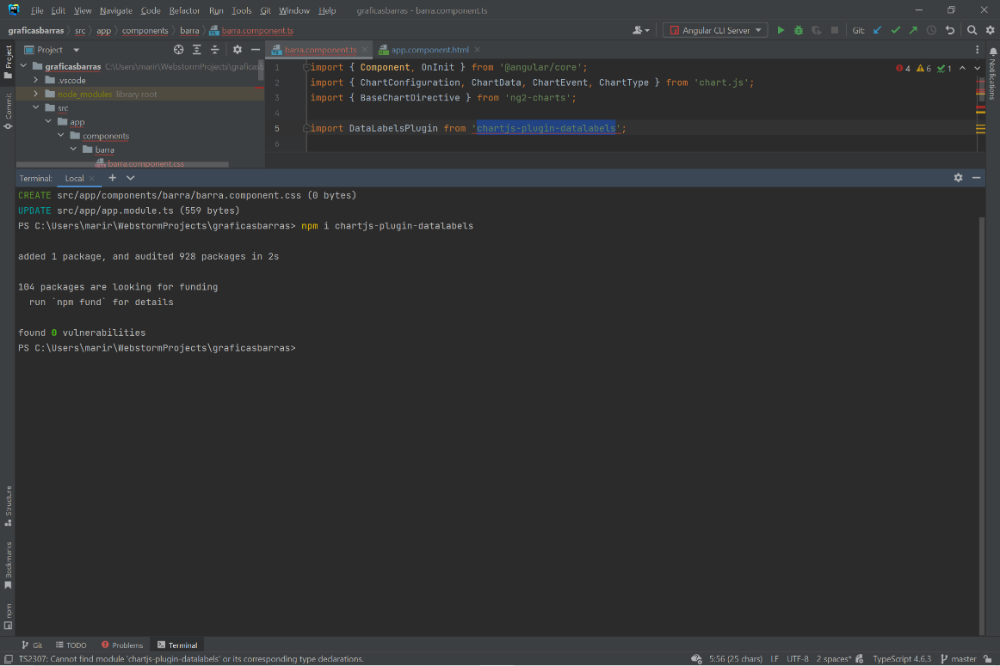 File Edit View Navigate Code Refactor Run Tools Git Window Help graficasbarras - barra.component.ts
graficasbarras src app components barra barra.component.ts Angular CLI Server Git:
Project barra.component.ts app.component.html
graficasbarras C:\Users\marir\WebstormProjects\graficasb
.vscode
node_modules library root
src
app
components
barra
barra.component.css
1 import { Component, OnInit } from '@angular/core'; 4 6 1
2 import { ChartConfiguration, ChartData, ChartEvent, ChartType } from 'chart.js';
3 import { BaseChartDirective } from 'ng2-charts';
4
5 import DataLabelsPlugin from 'chartjs-plugin-datalabels';
6
Terminal: Local
CREATE src/app/components/barra/barra.component.css (0 bytes)
UPDATE src/app/app.module.ts (559 bytes)
PS C:\Users\marir\WebstormProjects\graficasbarras> npm i chartjs-plugin-datalabels
added 1 package, and audited 928 packages in 2s
104 packages are looking for funding
run `npm fund` for details
found 0 vulnerabilities
PS C:\Users\marir\WebstormProjects\graficasbarras>
Project
Commit
Structure
Bookmarks
npm
Notifications
Git TODO Problems Terminal
TS2307: Cannot find module 'chartjs-plugin-datalabels' or its corresponding type declarations. 5:56 (25 chars) LF UTF-8 2 spaces* TypeScript 4.6.3 master